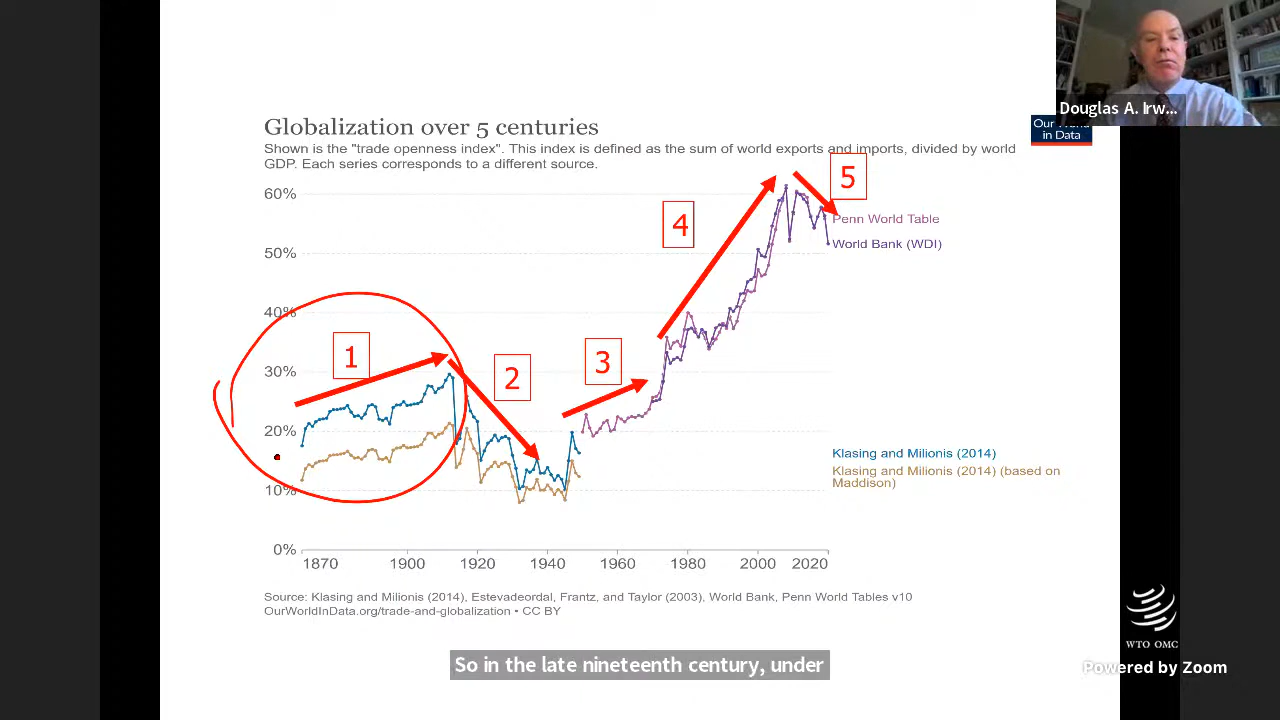 Globalization over 5 centuries
Shown is the "trade openness index". This index is defined as the sum of world exports and imports, divided by world
GDP. Each series corresponds to a different source.
Douglas A. Irw...
Our World
in Data
60%
50%
40%
30%
20%
10%
0%
1
2
3
4
5
Penn World Table
World Bank (WDI)
Klasing and Milionis (2014)
Klasing and Milionis (2014) (based on
Maddison)
1870 1900 1920 1940 1960 1980 2000 2020
Source: Klasing and Milionis (2014), Estevadeordal, Frantz, and Taylor (2003), World Bank, Penn World Tables v10
OurWorldInData.org/trade-and-globalization • CC BY
WTO OMC
So in the late nineteenth century, under
Powered by Zoom